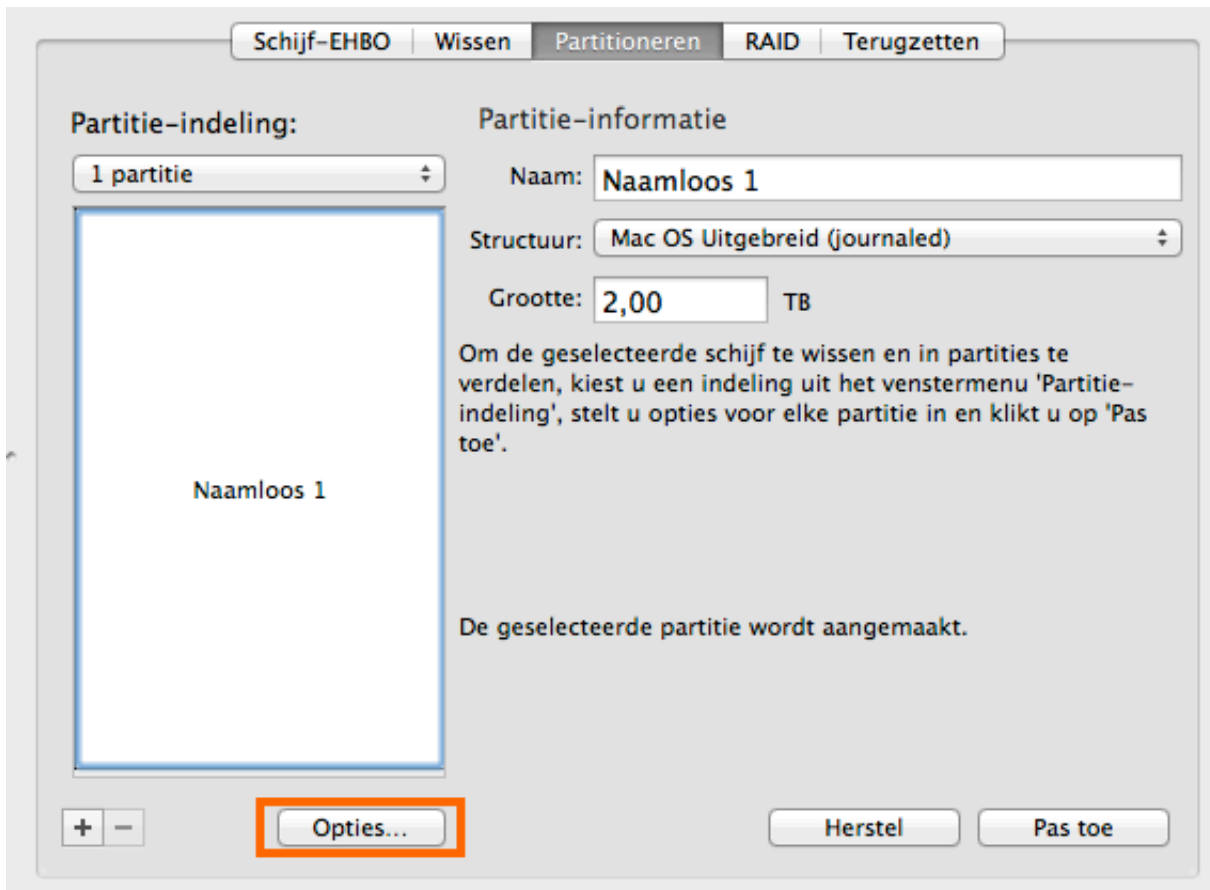 Schijf-EHBO Wissen Partitioneren RAID Terugzetten
Partitie-indeling:
1 partitie
Naamloos 1
Partitie-informatie
Naam: Naamloos 1
Structuur: Mac OS Uitgebreid (journaled)
Grootte: 2,00 TB
Om de geselecteerde schijf te wissen en in partities te
verdelen, kiest u een indeling uit het venstermenu 'Partitie-
indeling', stelt u opties voor elke partitie in en klikt u op 'Pas
toe'.
De geselecteerde partitie wordt aangemaakt.
+ − Opties... Herstel Pas toe